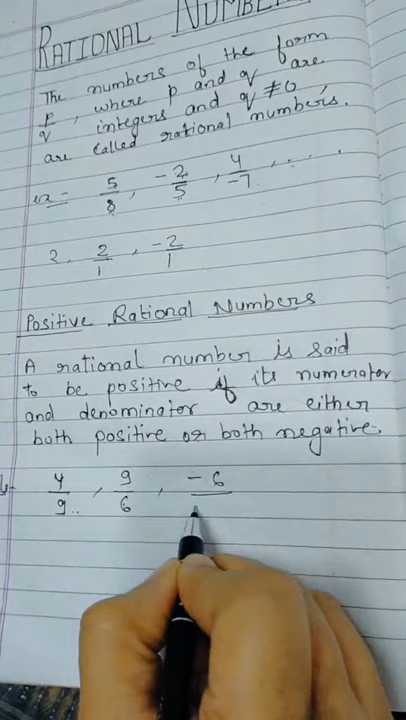 RATIONAL NUMBE
The numbers of the form
p/q, where p and q are
integers and q ≠ 0,
are called rational numbers.
ex - 5/8, -2/5, 4/-7, .....
2, 2/1, -2/1
Positive Rational Numbers
A rational number is said
to be positive if its numerator
and denominator are either
both positive or both negative.
4/9, 9/6, -6/